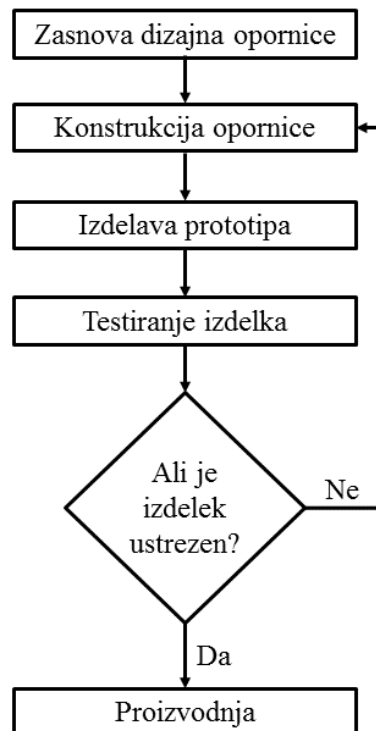 Zasnova dizajna opornice
Konstrukcija opornice
Izdelava prototipa
Testiranje izdelka
Ali je
izdelek
ustrezen?
Ne
Da
Proizvodnja